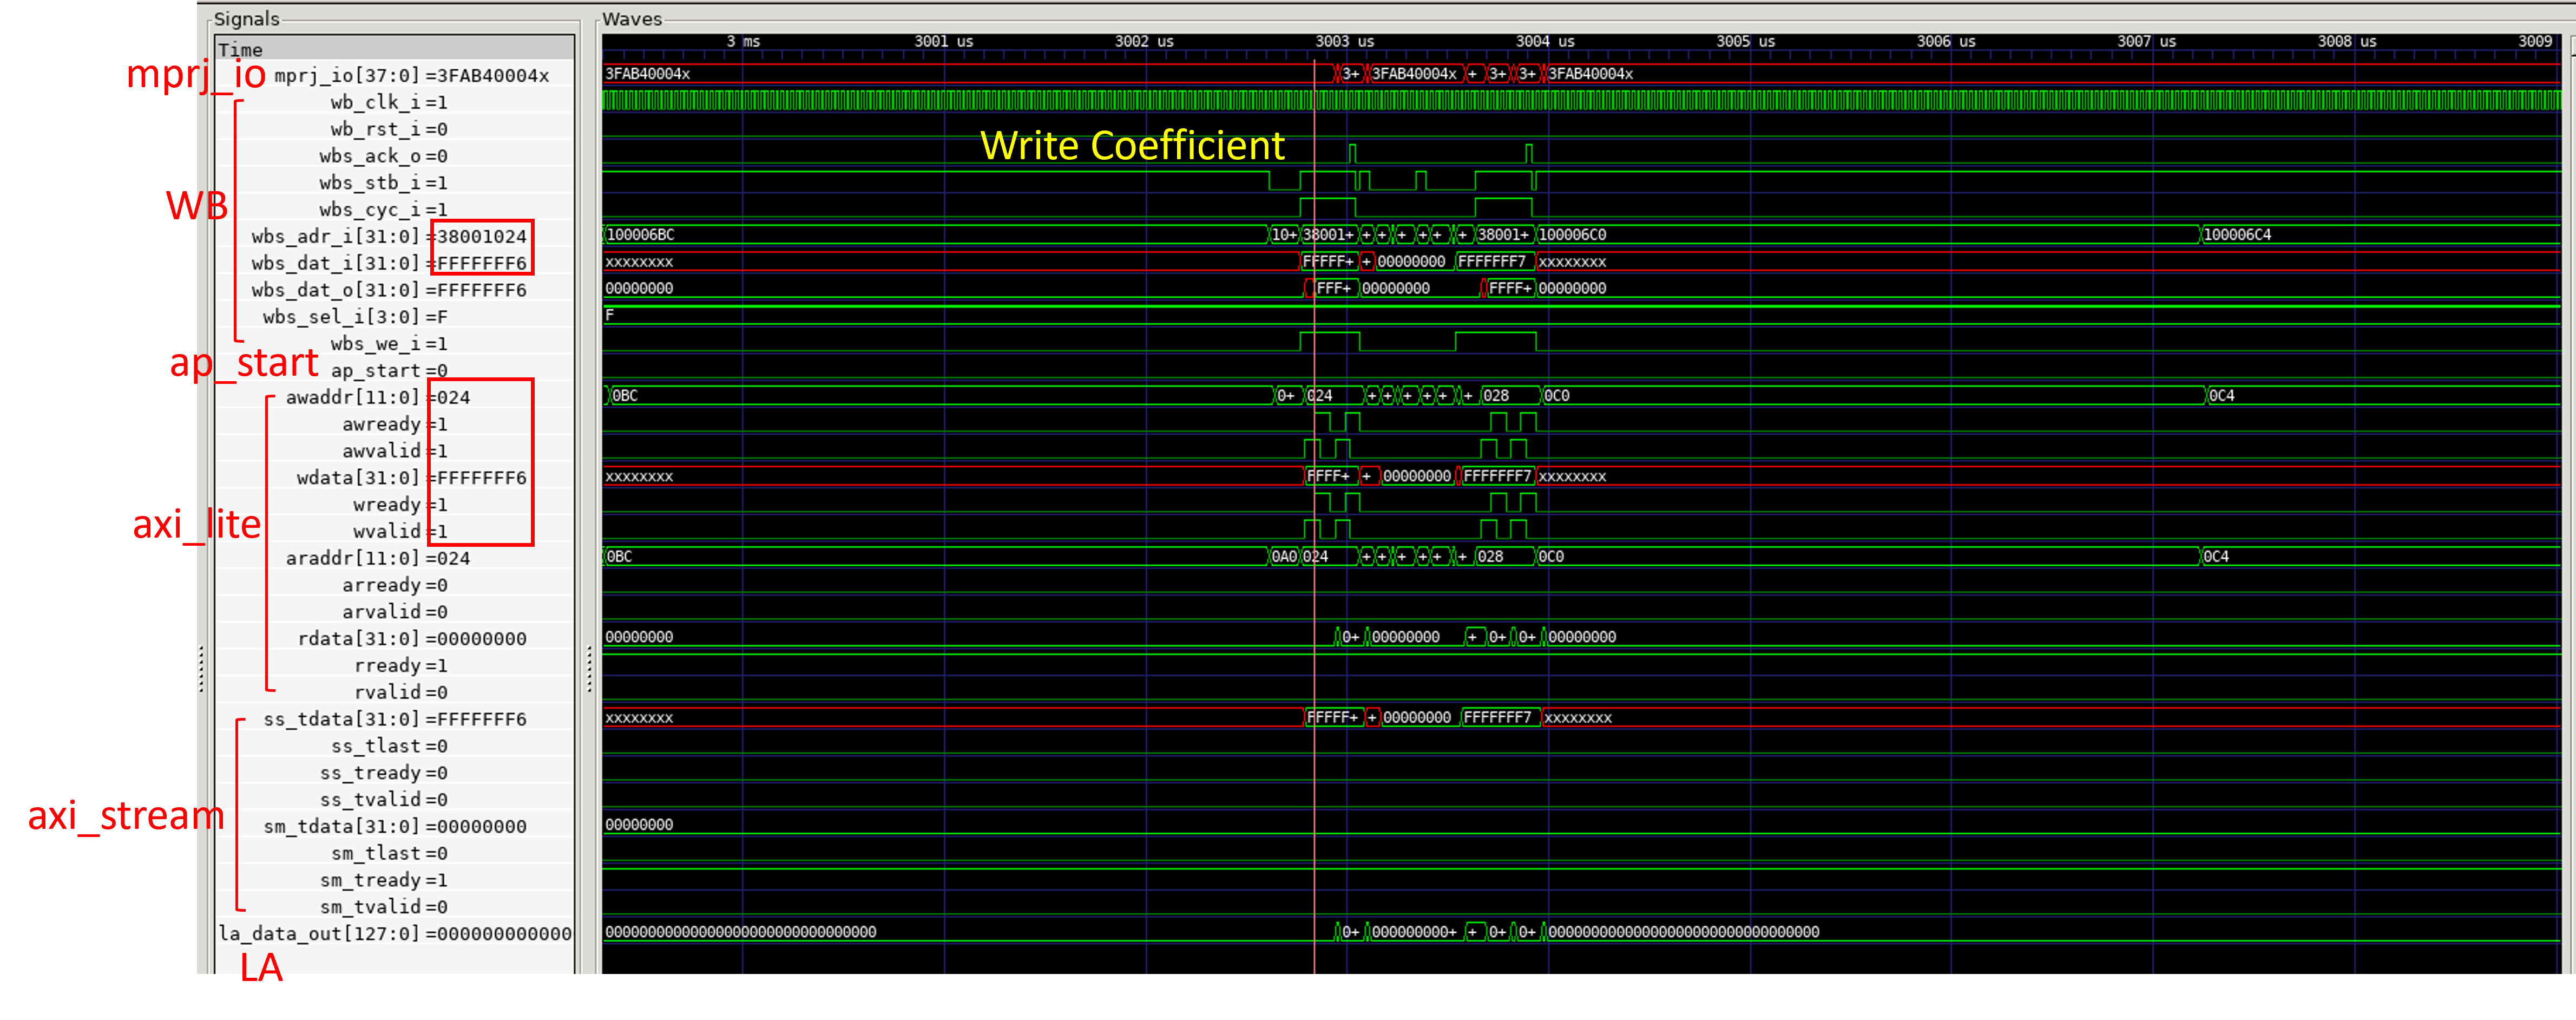 Signals
Waves
Time
3 ms 3001 us 3002 us 3003 us 3004 us 3005 us 3006 us 3007 us 3008 us 3009
mprj_io mprj_io[37:0] =3FAB40004x 3FAB40004x 3+ 3FAB40004x + 3+ 3+ 3FAB40004x
wb_clk_i =1
wb_rst_i =0
Write Coefficient
wbs_ack_o =0
wbs_stb_i =1
WB
wbs_cyc_i =1
wbs_adr_i[31:0] =38001024 100006BC 10+ 38001+ + + + + + + 38001+ 100006C0 100006C4
wbs_dat_i[31:0] =FFFFFFF6 xxxxxxxx FFFFF+ + 00000000 FFFFFFF7 xxxxxxxx
wbs_dat_o[31:0] =FFFFFFF6 00000000 FFF+ 00000000 FFFF+ 00000000
wbs_sel_i[3:0] =F F
wbs_we_i =1
ap_start
ap_start =0
awaddr[11:0] =024 0BC 0+ 024 + + + + + + 028 0C0 0C4
awready =1
awvalid =1
wdata[31:0] =FFFFFFF6 xxxxxxxx FFFF+ + 00000000 FFFFFFF7 xxxxxxxx
wready =1
axi_lite
wvalid =1
araddr[11:0] =024 0BC 0A0 024 + + + + + + 028 0C0 0C4
arready =0
arvalid =0
rdata[31:0] =00000000 00000000 0+ 00000000 + 0+ 0+ 00000000
rready =1
rvalid =0
ss_tdata[31:0] =FFFFFFF6 xxxxxxxx FFFFF+ + 00000000 FFFFFFF7 xxxxxxxx
ss_tlast =0
ss_tready =0
ss_tvalid =0
axi_stream
sm_tdata[31:0] =00000000 00000000
sm_tlast =0
sm_tready =1
sm_tvalid =0
la_data_out[127:0] =000000000000 00000000000000000000000000000000 0+ 000000000+ + 0+ 0+ 00000000000000000000000000000000
LA